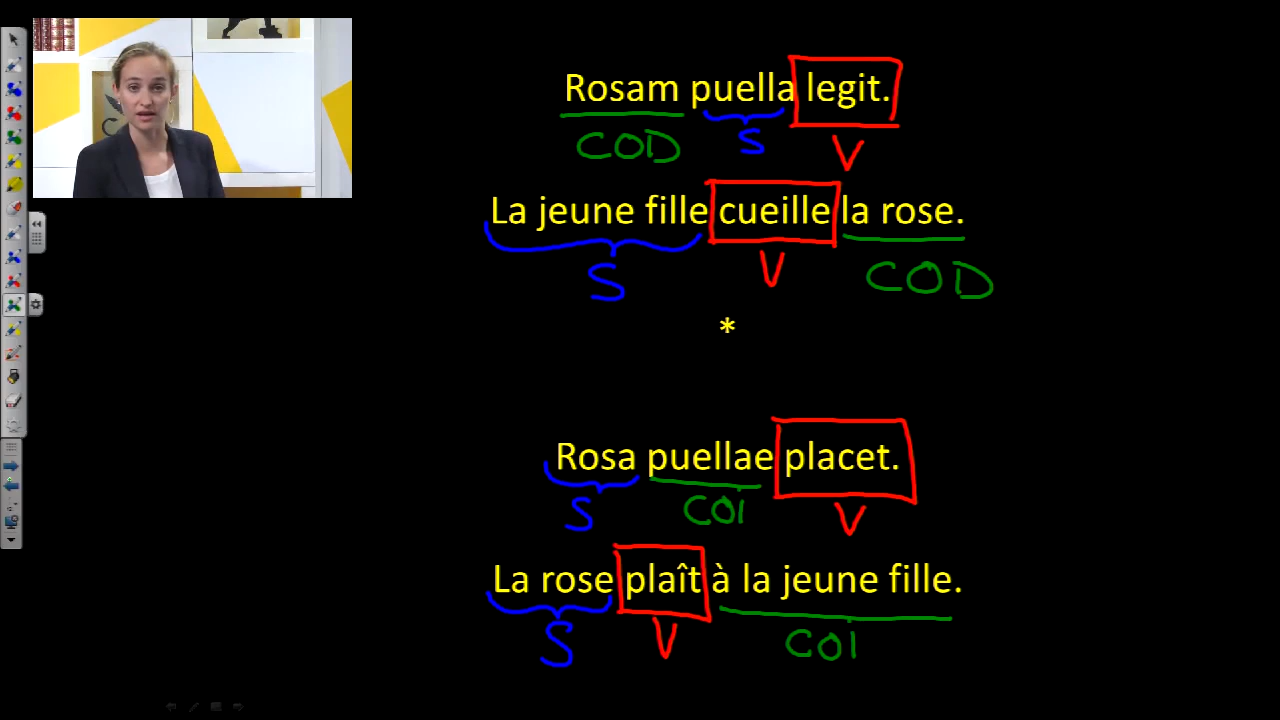 Rosam puella legit.
COD S V
La jeune fille cueille la rose.
S V COD
*
Rosa puellae placet.
S COI V
La rose plaît à la jeune fille.
S V COI